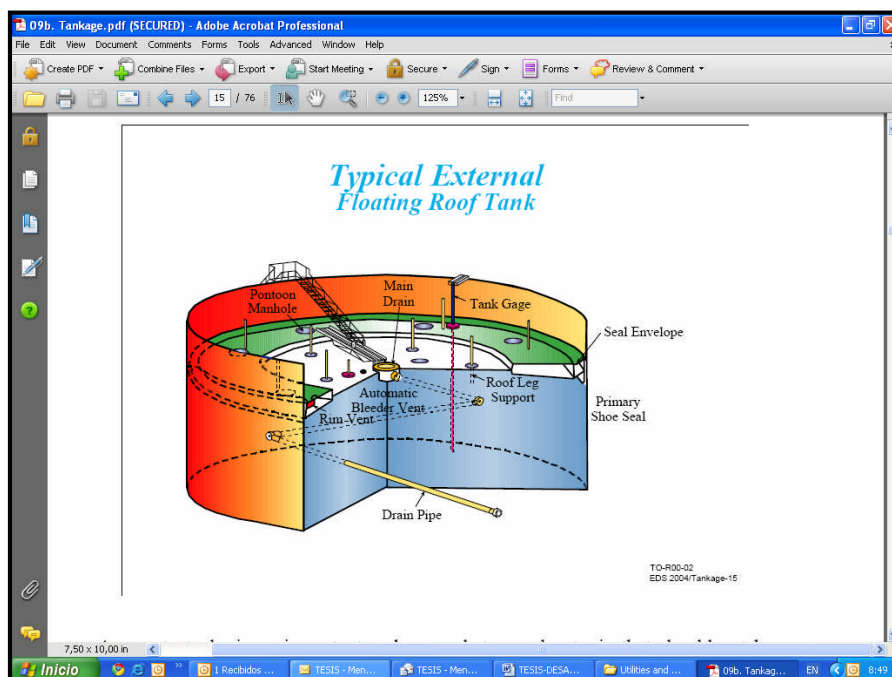 09b. Tankage.pdf (SECURED) - Adobe Acrobat Professional
File Edit View Document Comments Forms Tools Advanced Window Help
Create PDF Combine Files Export Start Meeting Secure Sign Forms Review & Comment
15 / 76 125% Find
Typical External
Floating Roof Tank
Pontoon
Manhole
Main
Drain
Tank Gage
Seal Envelope
Automatic
Bleeder Vent
Roof Leg
Support
Rim Vent
Primary
Shoe Seal
Drain Pipe
TO-R00-02
EDS 2004/Tankage-15
7,50 x 10,00 in
Inicio 1 Recibidos ... TESIS - Men... TESIS - Men... TESIS-DESA... Utilities and ... 09b. Tankag... EN 8:49